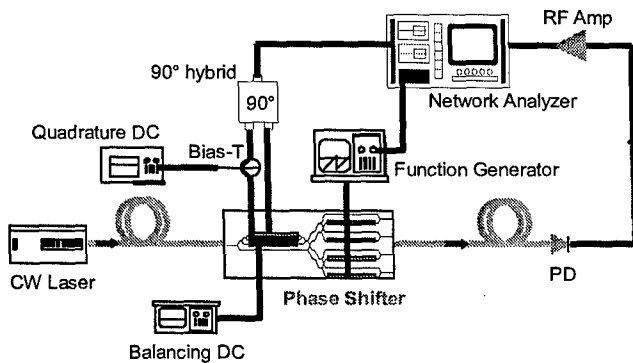 RF Amp
90° hybrid
90°
Network Analyzer
Quadrature DC
Bias-T
Function Generator
CW Laser
PD
Phase Shifter
Balancing DC